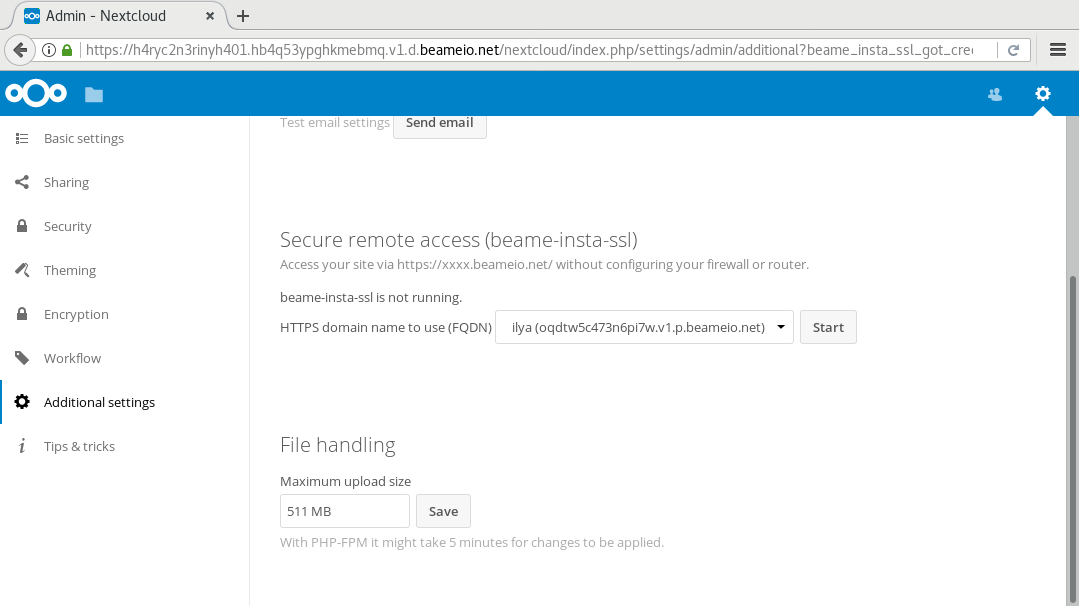 Admin - Nextcloud
https://h4ryc2n3rinyh401.hb4q53ypghkmebmq.v1.d.beameio.net/nextcloud/index.php/settings/admin/additional?beame_insta_ssl_got_cre
Basic settings
Sharing
Security
Theming
Encryption
Workflow
Additional settings
Tips & tricks
Test email settings Send email
Secure remote access (beame-insta-ssl)
Access your site via https://xxxx.beameio.net/ without configuring your firewall or router.
beame-insta-ssl is not running.
HTTPS domain name to use (FQDN) ilya (oqdtw5c473n6pi7w.v1.p.beameio.net) Start
File handling
Maximum upload size
511 MB Save
With PHP-FPM it might take 5 minutes for changes to be applied.